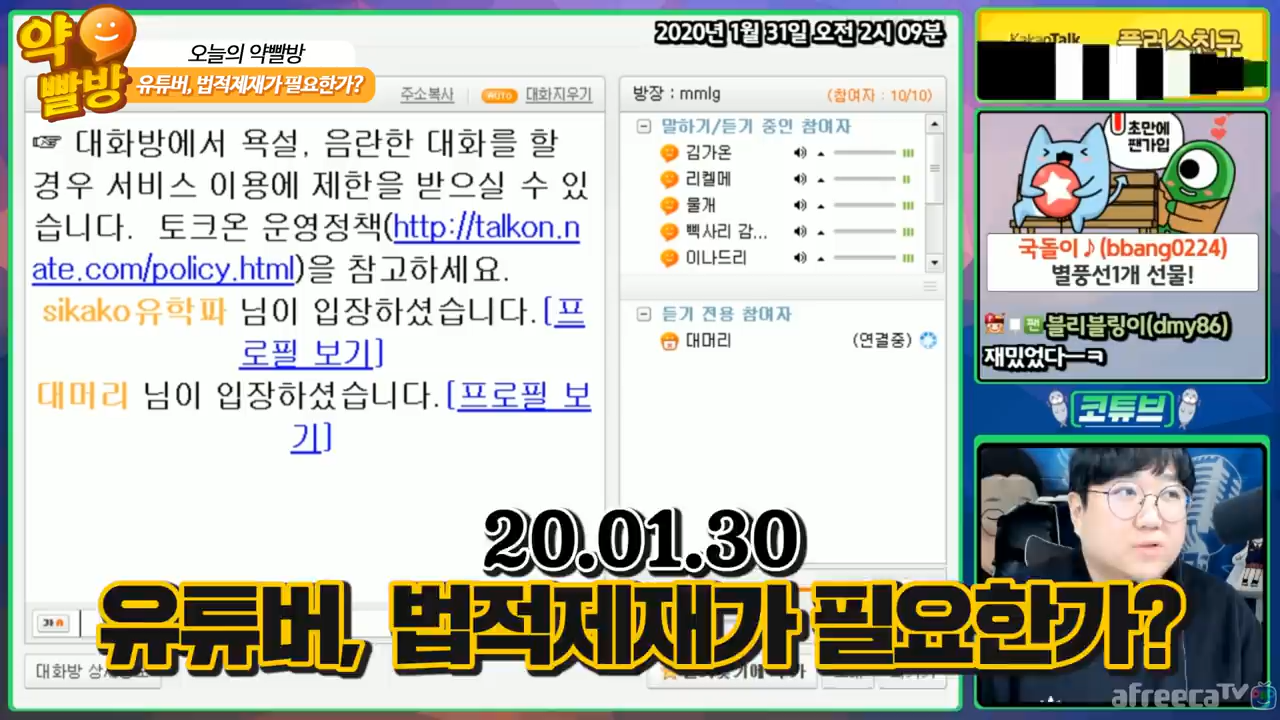 약빨방
오늘의 약빨방
유튜버, 법적제재가 필요한가?
2020년 1월 31일 오전 2시 09분
주소복사
AUTO 대화지우기
☞ 대화방에서 욕설, 음란한 대화를 할
경우 서비스 이용에 제한을 받으실 수 있
습니다. 토크온 운영정책(http://talkon.n
ate.com/policy.html)을 참고하세요.
sikako유학파 님이 입장하셨습니다.[프
로필 보기]
대머리 님이 입장하셨습니다.[프로필 보
기]
방장 : mmlg
(참여자 : 10/10)
말하기/듣기 중인 참여자
김가온
리켈메
물개
삑사리 감...
이나드리
듣기 전용 참여자
대머리 (연결중)
KakaoTalk
플러스친구
초만에
팬가입
국돌이♪(bbang0224)
별풍선1개 선물!
팬 블리블링이(dmy86)
재밌었다ㅡㅋ
코튜브
20.01.30
유튜버, 법적제재가 필요한가?
가
대화방 상
afreecaTV